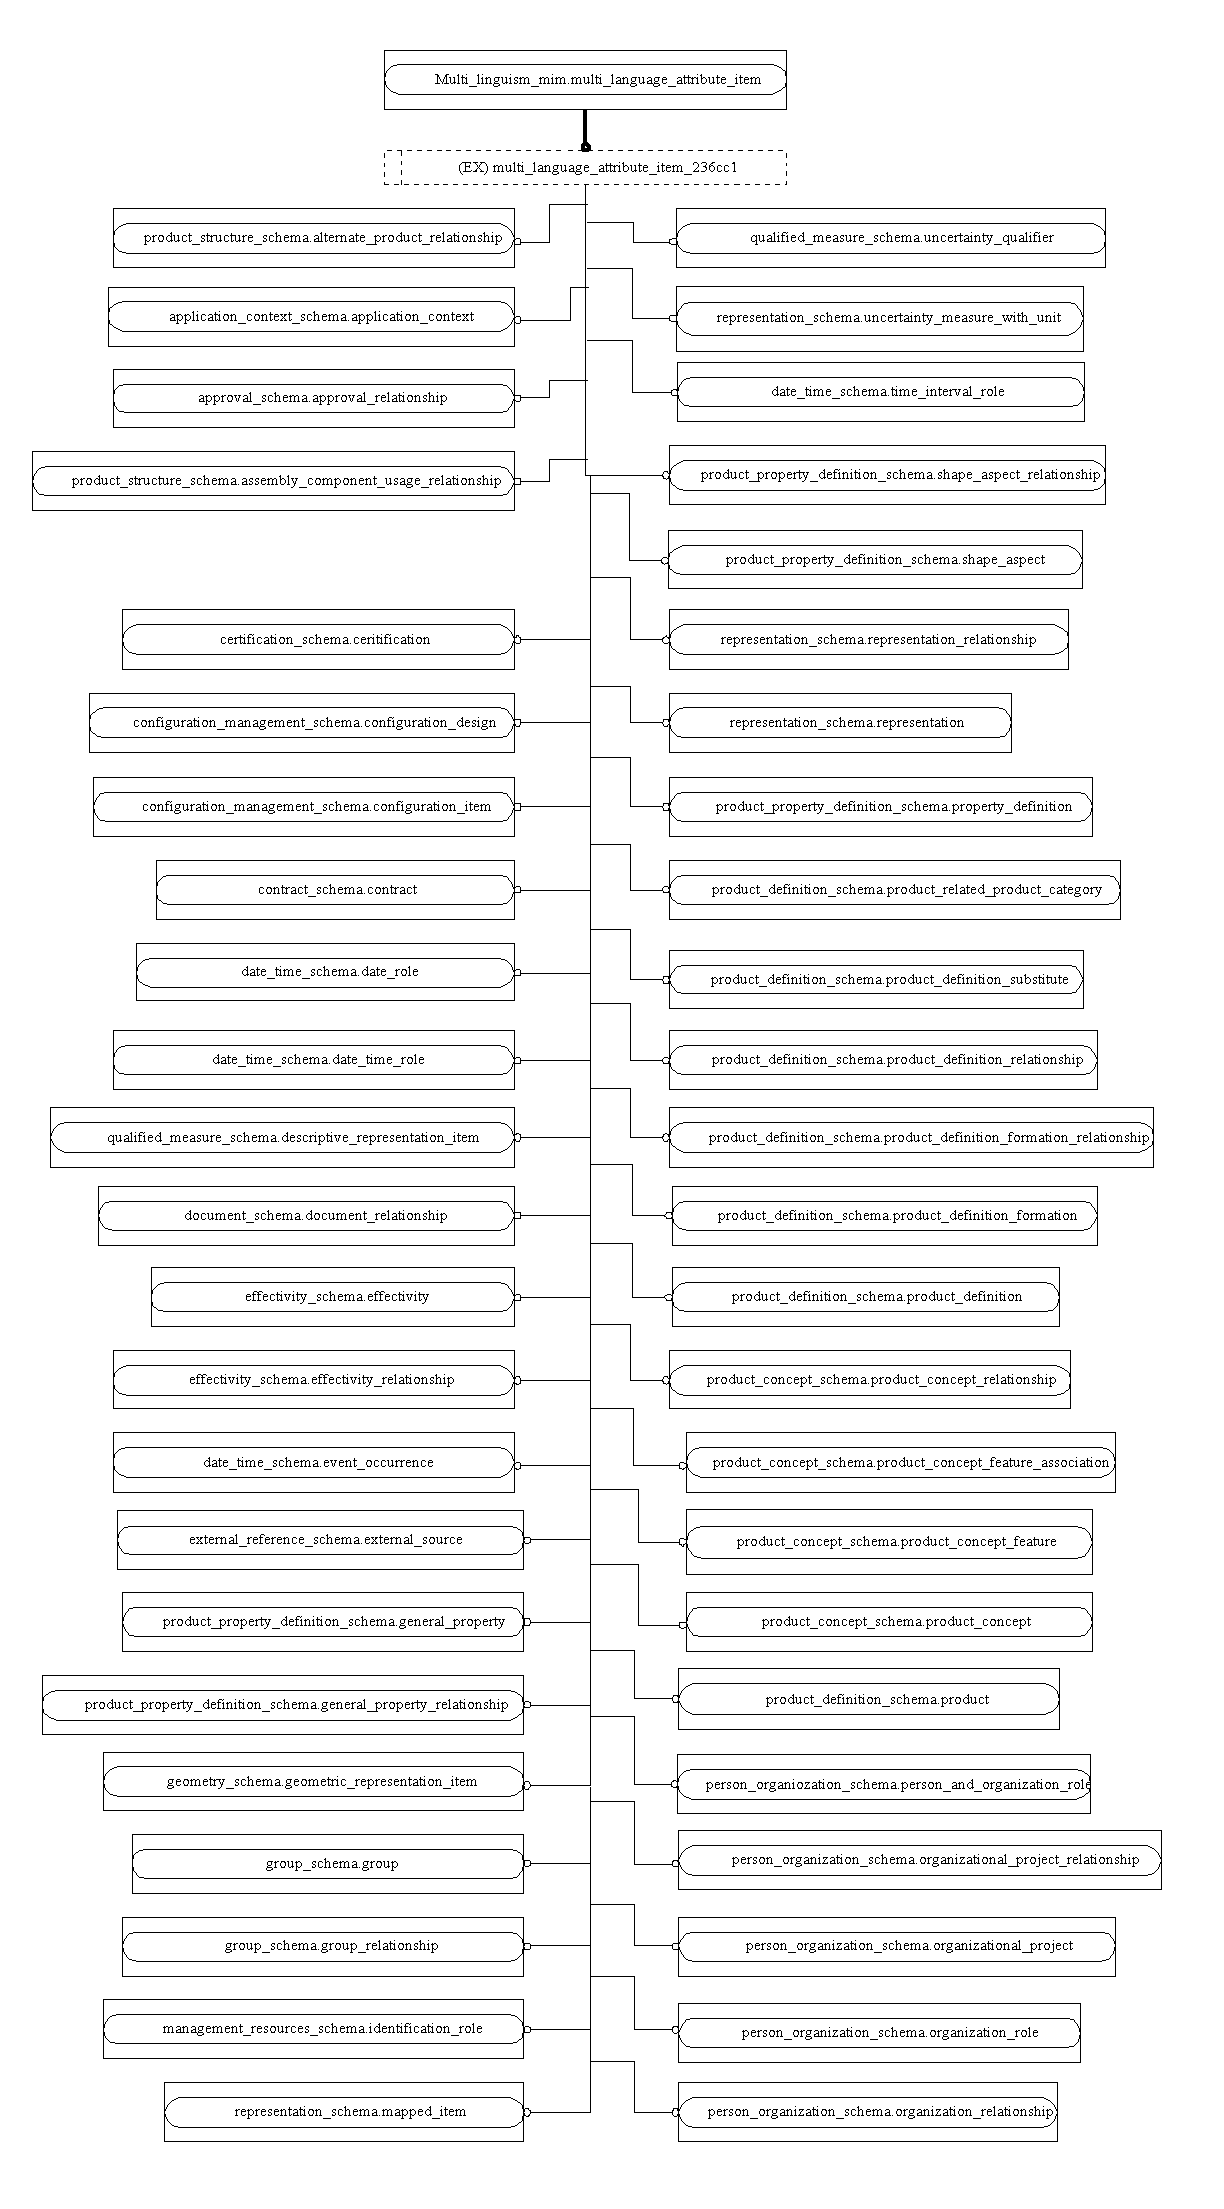 Multi_linguism_mim.multi_language_attribute_item
(EX) multi_language_attribute_item_236cc1
product_structure_schema.alternate_product_relationship
qualified_measure_schema.uncertainty_qualifier
application_context_schema.application_context
representation_schema.uncertainty_measure_with_unit
approval_schema.approval_relationship
date_time_schema.time_interval_role
product_structure_schema.assembly_component_usage_relationship
product_property_definition_schema.shape_aspect_relationship
product_property_definition_schema.shape_aspect
certification_schema.ceritification
representation_schema.representation_relationship
configuration_management_schema.configuration_design
representation_schema.representation
configuration_management_schema.configuration_item
product_property_definition_schema.property_definition
contract_schema.contract
product_definition_schema.product_related_product_category
date_time_schema.date_role
product_definition_schema.product_definition_substitute
date_time_schema.date_time_role
product_definition_schema.product_definition_relationship
qualified_measure_schema.descriptive_representation_item
product_definition_schema.product_definition_formation_relationship
document_schema.document_relationship
product_definition_schema.product_definition_formation
effectivity_schema.effectivity
product_definition_schema.product_definition
effectivity_schema.effectivity_relationship
product_concept_schema.product_concept_relationship
date_time_schema.event_occurrence
product_concept_schema.product_concept_feature_association
external_reference_schema.external_source
product_concept_schema.product_concept_feature
product_property_definition_schema.general_property
product_concept_schema.product_concept
product_property_definition_schema.general_property_relationship
product_definition_schema.product
geometry_schema.geometric_representation_item
person_organiozation_schema.person_and_organization_role
group_schema.group
person_organization_schema.organizational_project_relationship
group_schema.group_relationship
person_organization_schema.organizational_project
management_resources_schema.identification_role
person_organization_schema.organization_role
representation_schema.mapped_item
person_organization_schema.organization_relationship